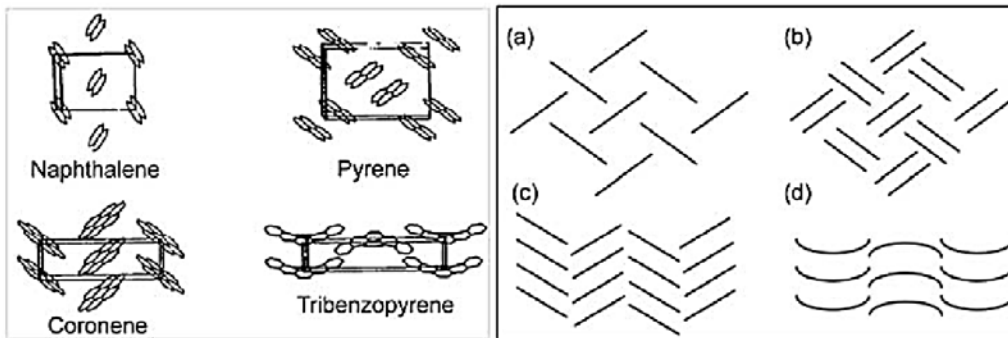 Naphthalene
Pyrene
Coronene
Tribenzopyrene
(a)
(b)
(c)
(d)